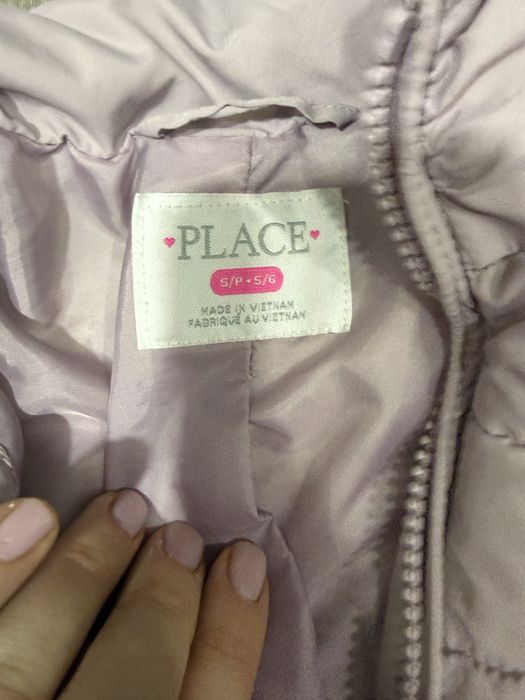 PLACE
S/P • 5/6
MADE IN VIETNAM
FABRIQUÉ AU VIETNAM